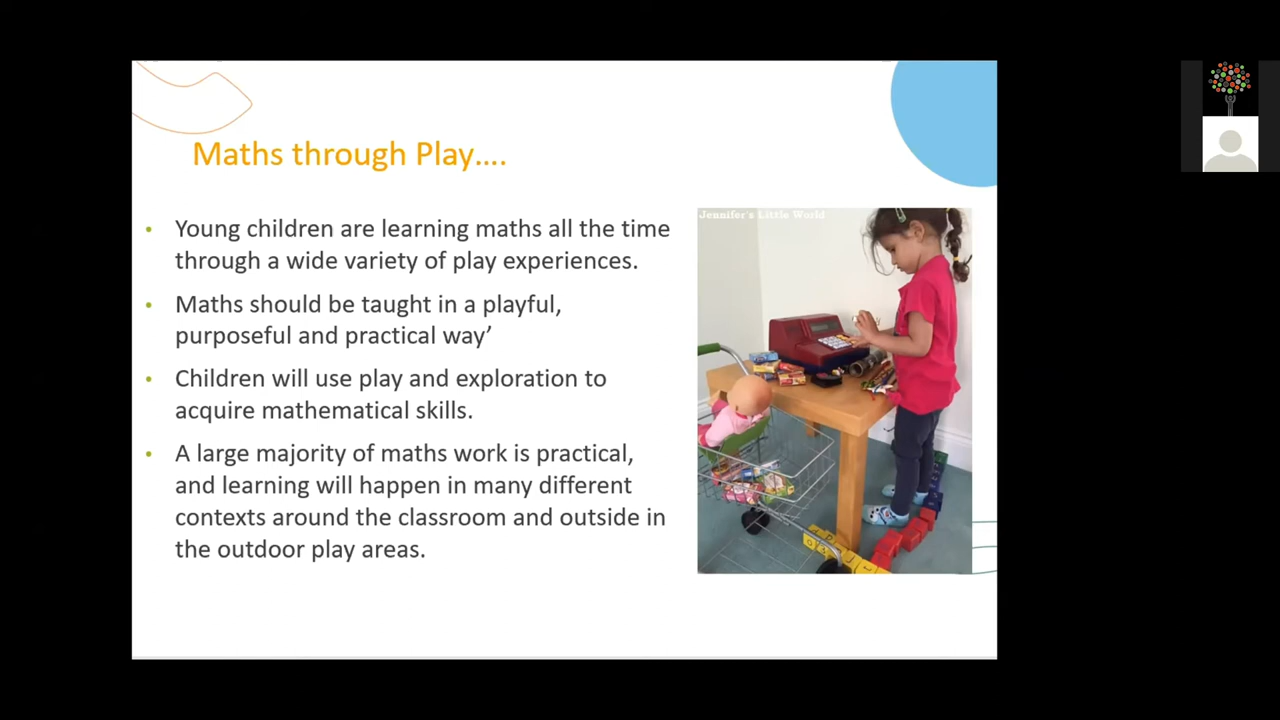 Maths through Play....
• Young children are learning maths all the time
through a wide variety of play experiences.
• Maths should be taught in a playful,
purposeful and practical way’
• Children will use play and exploration to
acquire mathematical skills.
• A large majority of maths work is practical,
and learning will happen in many different
contexts around the classroom and outside in
the outdoor play areas.
Jennifer's Little World